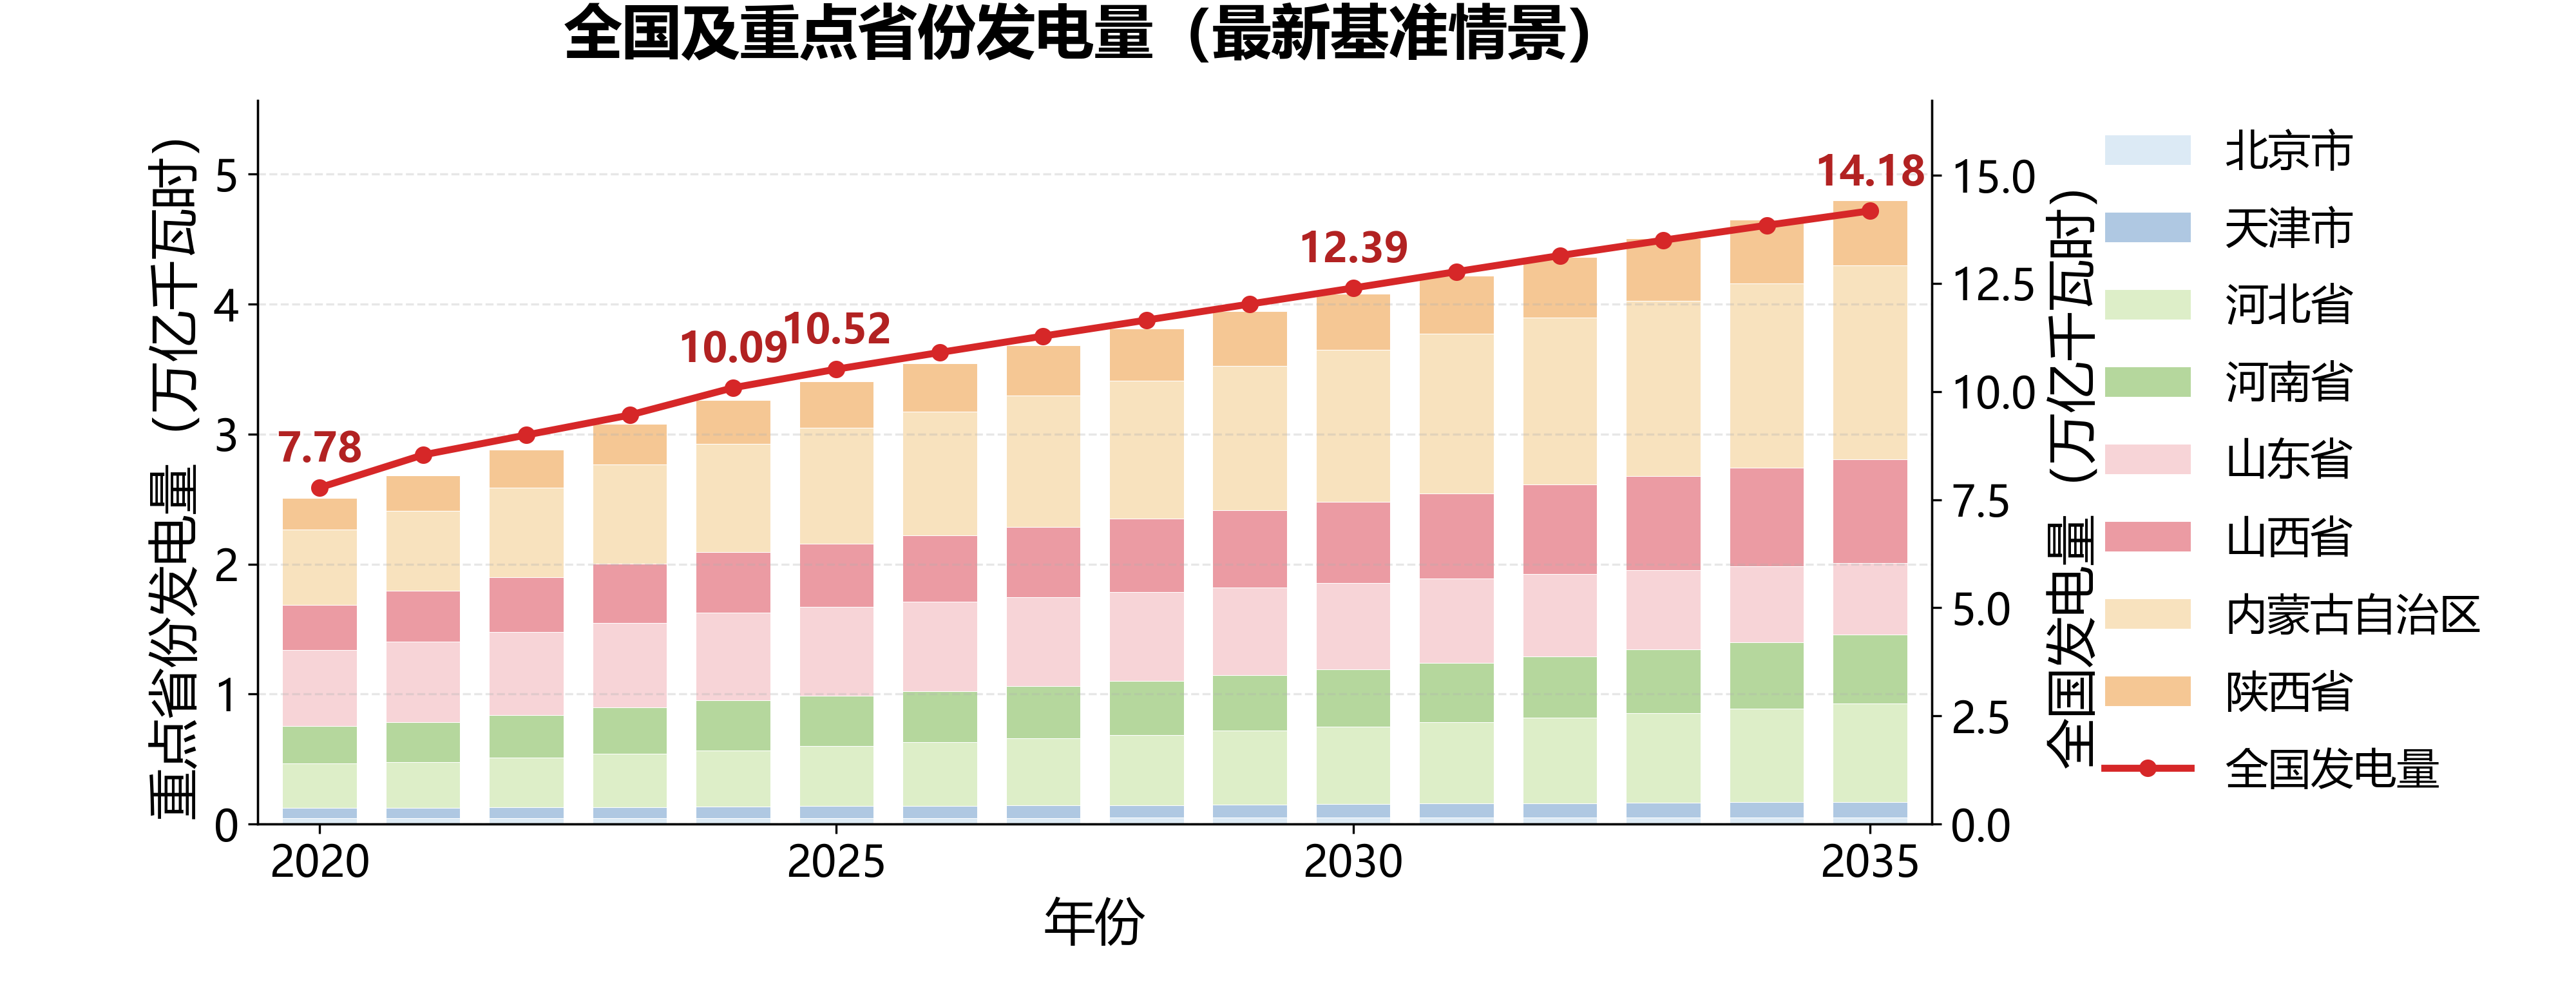 全国及重点省份发电量（最新基准情景）
重点省份发电量（万亿千瓦时）
5
4
3
2
1
0
7.78
10.09
10.52
12.39
14.18
2020
2025
2030
2035
年份
15.0
12.5
10.0
7.5
5.0
2.5
0.0
全国发电量（万亿千瓦时）
北京市
天津市
河北省
河南省
山东省
山西省
内蒙古自治区
陕西省
全国发电量